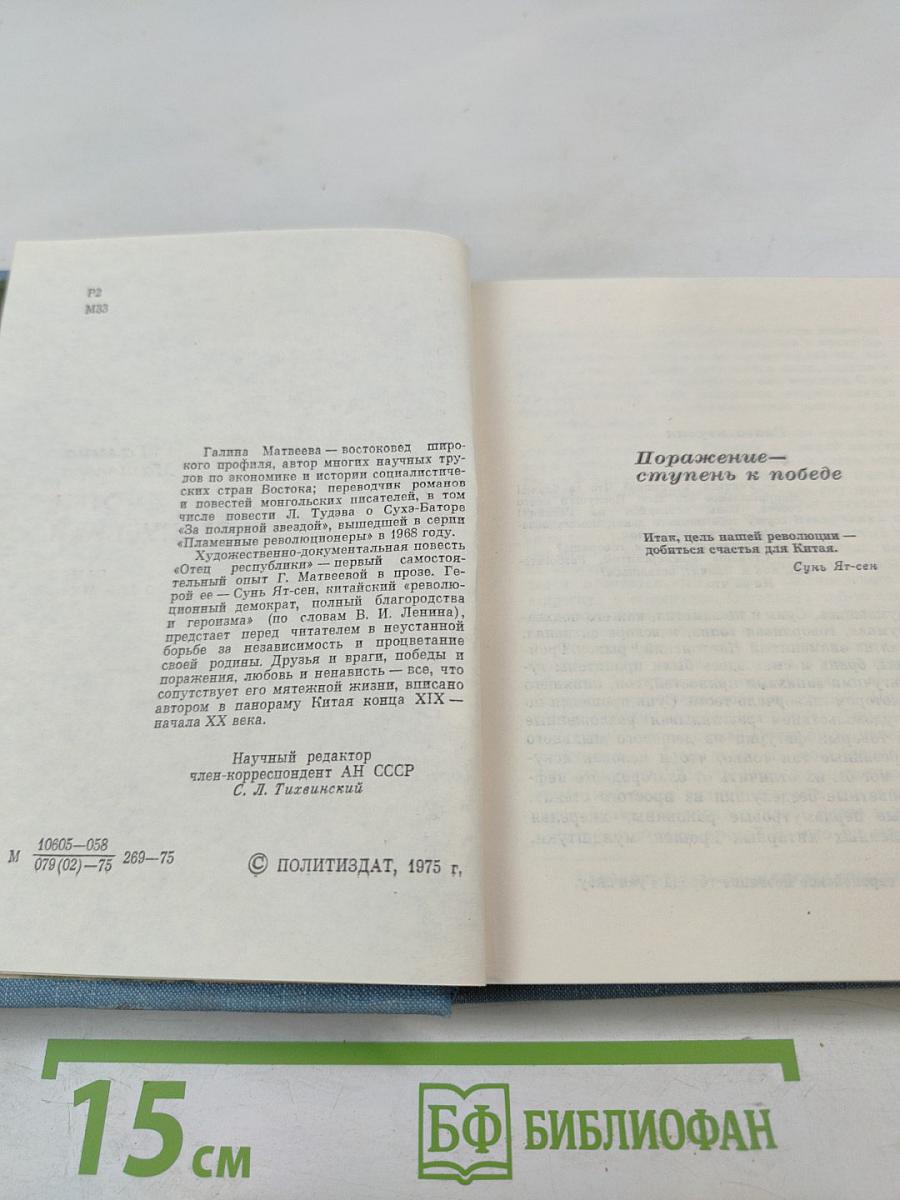 Р2
М33
Галина Матвеева — востоковед широ-
кого профиля, автор многих научных тру-
дов по экономике и истории социалистиче-
ских стран Востока; переводчик романов
и повестей монгольских писателей, в том
числе повести Л. Тудэва о Сухэ-Баторе
«За полярной звездой», вышедшей в серии
«Пламенные революционеры» в 1968 году.
Художественно-документальная повесть
«Отец республики» — первый самостоя-
тельный опыт Г. Матвеевой в прозе. Ге-
рой ее — Сунь Ят-сен, китайский «револю-
ционный демократ, полный благородства
и героизма» (по словам В. И. Ленина),
предстает перед читателем в неустанной
борьбе за независимость и процветание
своей родины. Друзья и враги, победы и
поражения, любовь и ненависть — все, что
сопутствует его мятежной жизни, вписано
автором в панораму Китая конца XIX —
начала XX века.
Научный редактор
член-корреспондент АН СССР
С. Л. Тихвинский
М 10605—058
079(02)—75 269—75
© ПОЛИТИЗДАТ, 1975 г.
Поражение —
ступень к победе
Итак, цель нашей революции —
добиться счастья для Китая.
Сунь Ят-сен
15 см
БФ БИБЛИОФАН